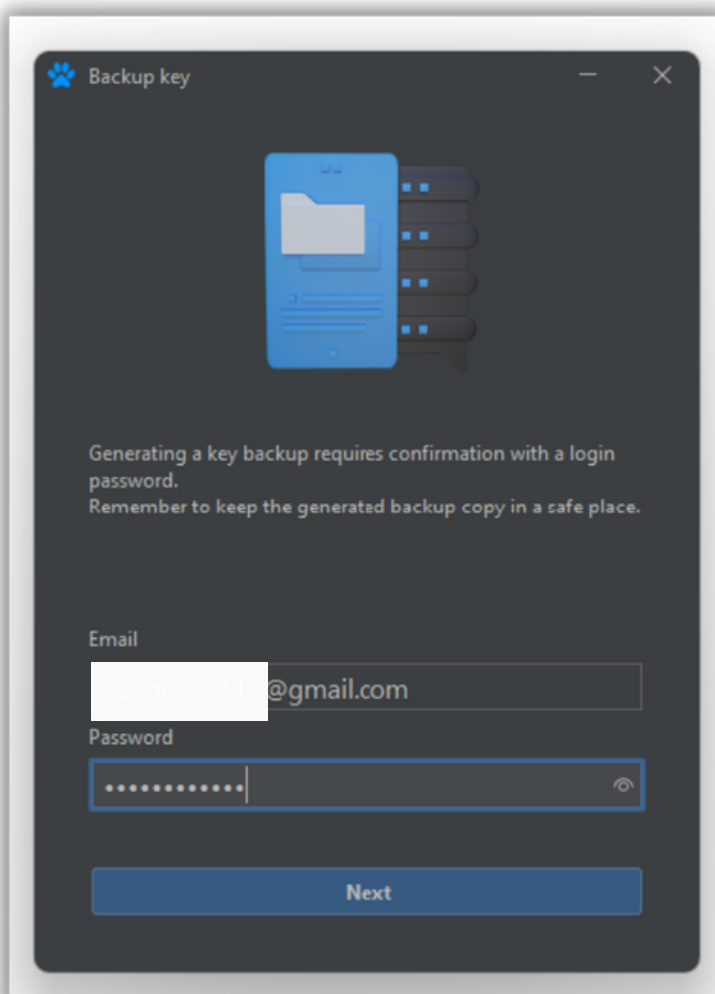 Backup key
Generating a key backup requires confirmation with a login
password.
Remember to keep the generated backup copy in a safe place.
Email
@gmail.com
Password
Next